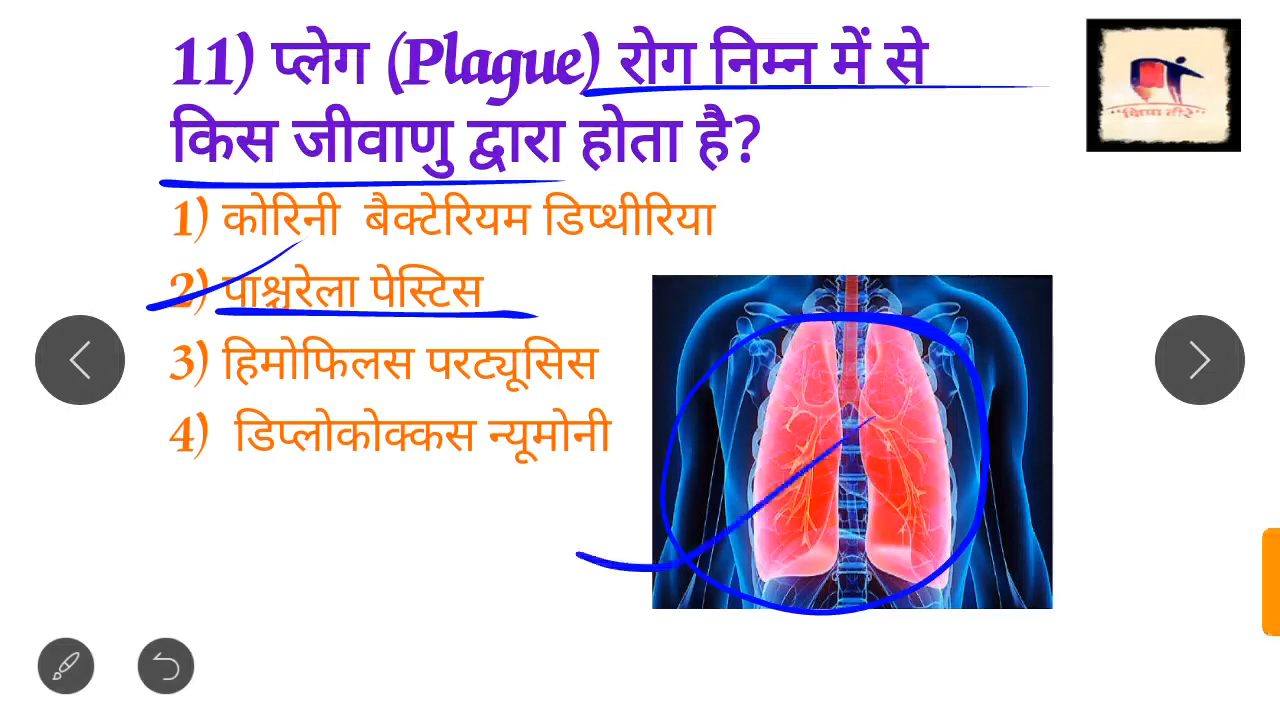 11) प्लेग (Plague) रोग निम्न में से
किस जीवाणु द्वारा होता है?
1) कोरिनी बैक्टेरियम डिप्थीरिया
2) पाश्चरेला पेस्टिस
3) हिमोफिलस परट्यूसिस
4) डिप्लोकोक्कस न्यूमोनी